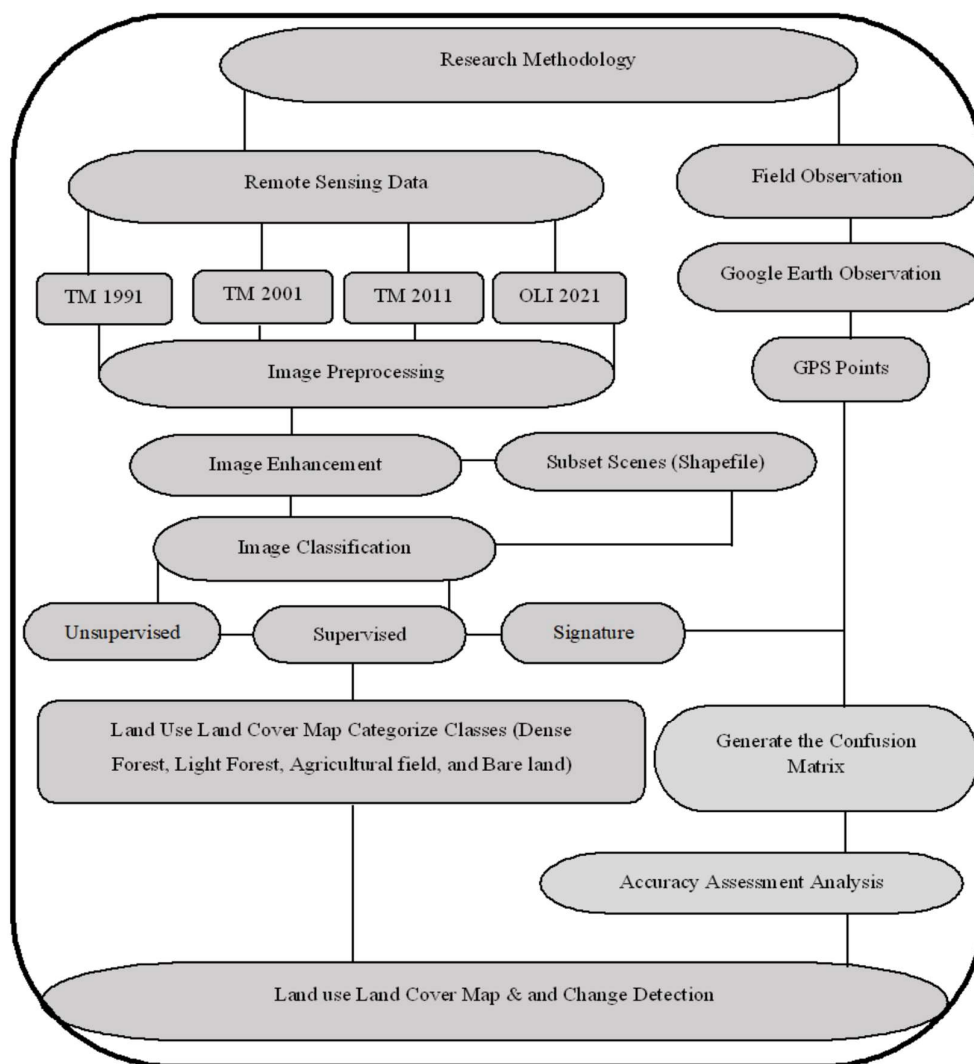 Research Methodology
Remote Sensing Data
Field Observation
Google Earth Observation
TM 1991
TM 2001
TM 2011
OLI 2021
Image Preprocessing
GPS Points
Image Enhancement
Subset Scenes (Shapefile)
Image Classification
Unsupervised
Supervised
Signature
Land Use Land Cover Map Categorize Classes (Dense
Forest, Light Forest, Agricultural field, and Bare land)
Generate the Confusion
Matrix
Accuracy Assessment Analysis
Land use Land Cover Map & and Change Detection